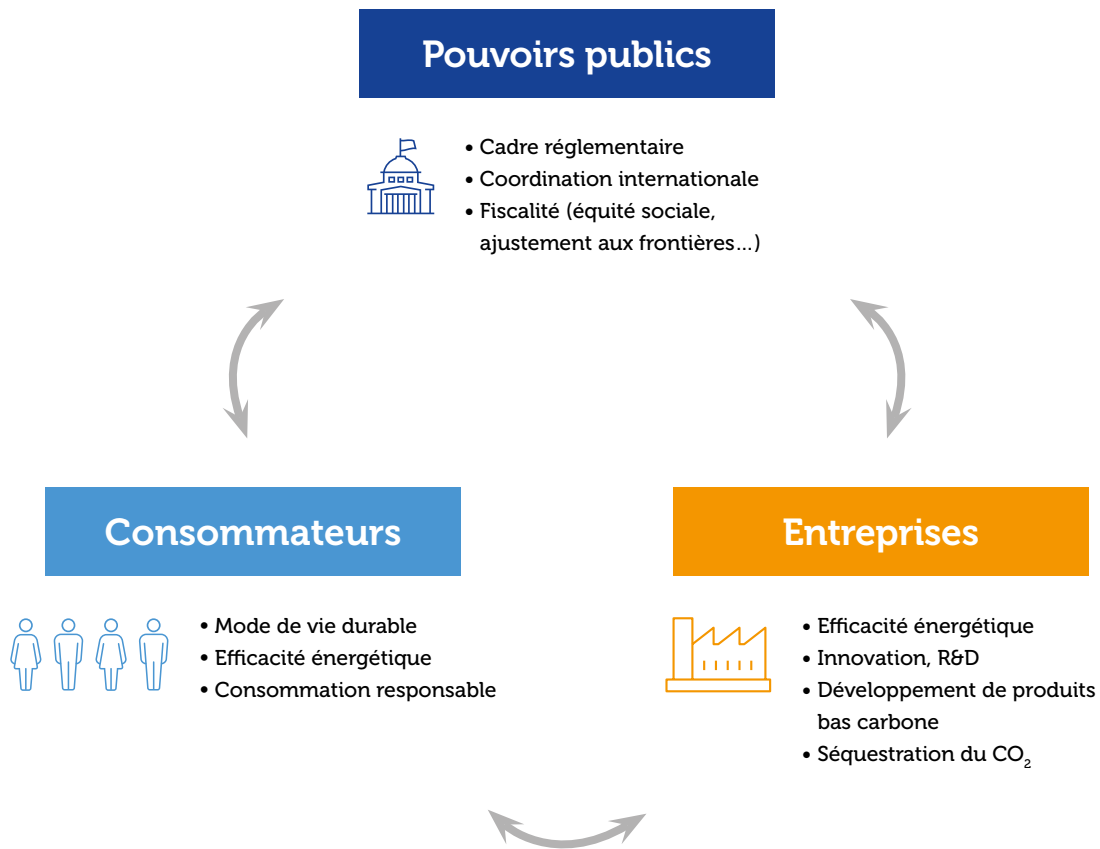 Pouvoirs publics
• Cadre réglementaire
• Coordination internationale
• Fiscalité (équité sociale,
ajustement aux frontières…)
Consommateurs
• Mode de vie durable
• Efficacité énergétique
• Consommation responsable
Entreprises
• Efficacité énergétique
• Innovation, R&D
• Développement de produits
bas carbone
• Séquestration du CO₂